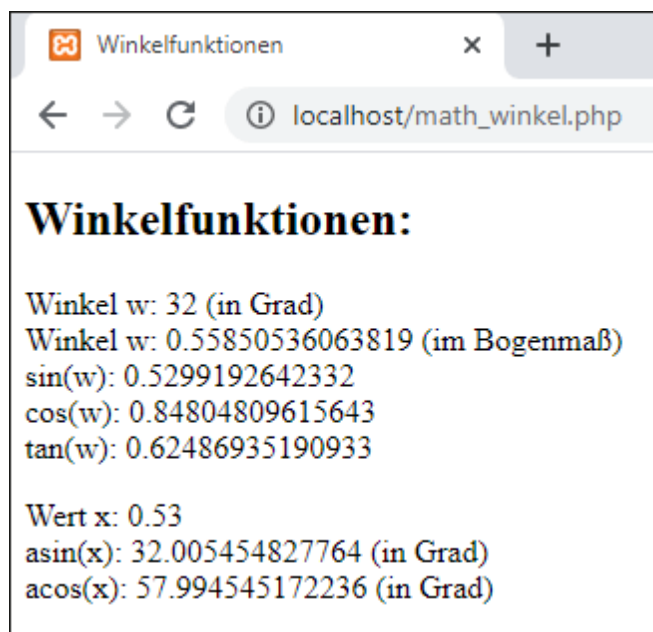 Winkelfunktionen
localhost/math_winkel.php
Winkelfunktionen:
Winkel w: 32 (in Grad)
Winkel w: 0.55850536063819 (im Bogenmaß)
sin(w): 0.5299192642332
cos(w): 0.84804809615643
tan(w): 0.62486935190933
Wert x: 0.53
asin(x): 32.005454827764 (in Grad)
acos(x): 57.994545172236 (in Grad)